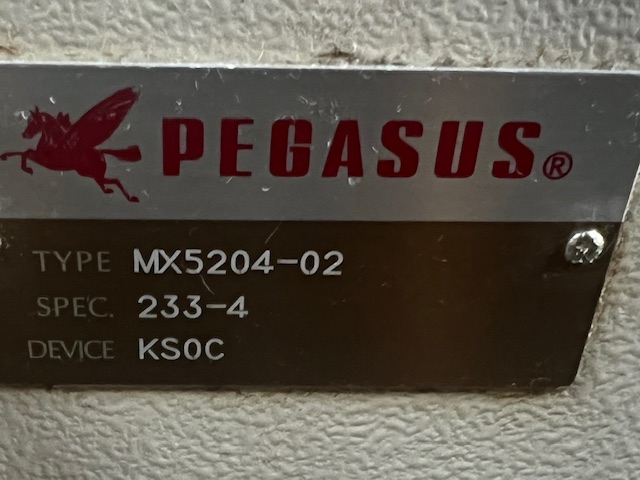 PEGASUS®
TYPE MX5204-02
SPEC. 233-4
DEVICE KS0C